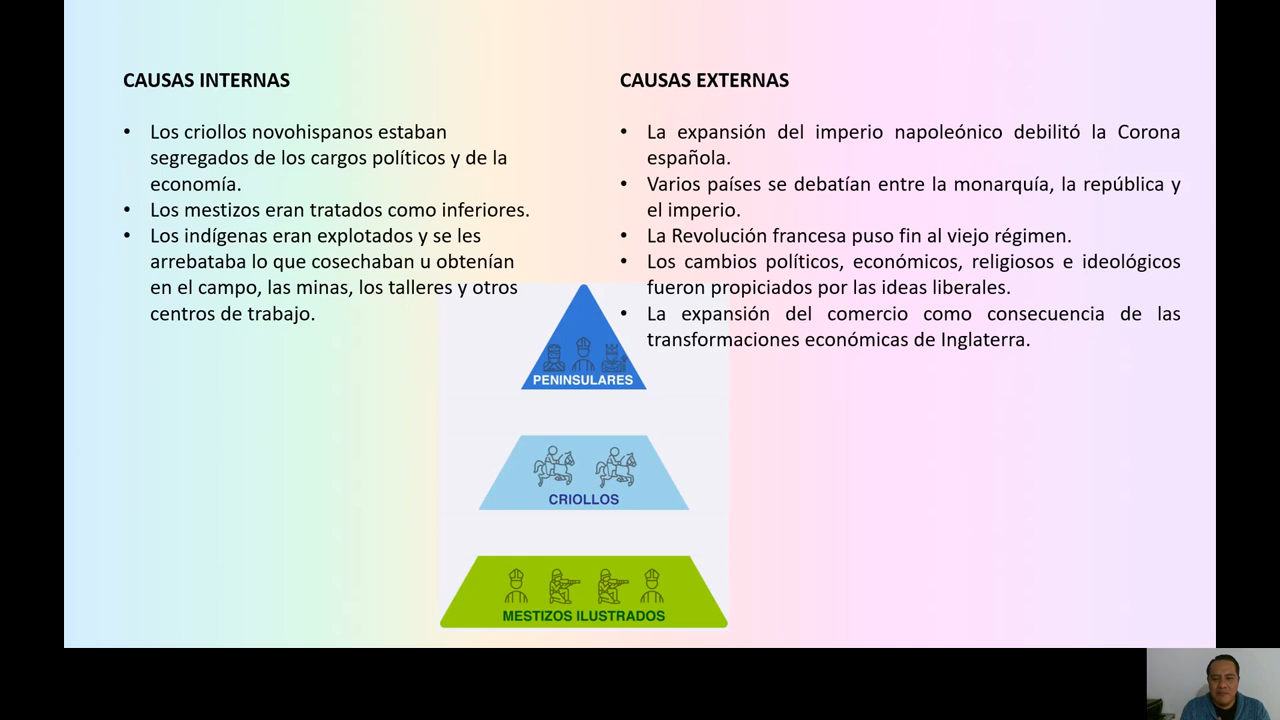 CAUSAS INTERNAS
• Los criollos novohispanos estaban
segregados de los cargos políticos y de la
economía.
• Los mestizos eran tratados como inferiores.
• Los indígenas eran explotados y se les
arrebataba lo que cosechaban u obtenían
en el campo, las minas, los talleres y otros
centros de trabajo.
CAUSAS EXTERNAS
• La expansión del imperio napoleónico debilitó la Corona
española.
• Varios países se debatían entre la monarquía, la república y
el imperio.
• La Revolución francesa puso fin al viejo régimen.
• Los cambios políticos, económicos, religiosos e ideológicos
fueron propiciados por las ideas liberales.
• La expansión del comercio como consecuencia de las
transformaciones económicas de Inglaterra.
PENINSULARES
CRIOLLOS
MESTIZOS ILUSTRADOS